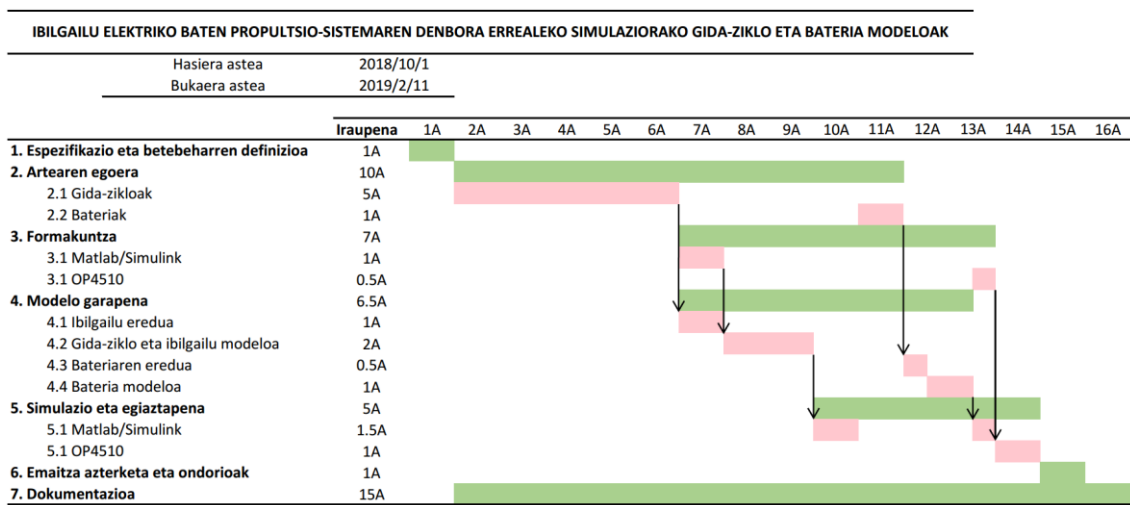 IBILGAILU ELEKTRIKO BATEN PROPULTSIO-SISTEMAREN DENBORA ERREALEKO SIMULAZIORAKO GIDA-ZIKLO ETA BATERIA MODELOAK
Hasiera astea 2018/10/1
Bukaera astea 2019/2/11
Iraupena 1A 2A 3A 4A 5A 6A 7A 8A 9A 10A 11A 12A 13A 14A 15A 16A
1. Espezifikazio eta betebeharren definizioa 1A
2. Artearen egoera 10A
2.1 Gida-zikloak 5A
2.2 Bateriak 1A
3. Formakuntza 7A
3.1 Matlab/Simulink 1A
3.1 OP4510 0.5A
4. Modelo garapena 6.5A
4.1 Ibilgailu eredua 1A
4.2 Gida-ziklo eta ibilgailu modeloa 2A
4.3 Bateriaren eredua 0.5A
4.4 Bateria modeloa 1A
5. Simulazio eta egiaztapena 5A
5.1 Matlab/Simulink 1.5A
5.1 OP4510 1A
6. Emaitza azterketa eta ondorioak 1A
7. Dokumentazioa 15A